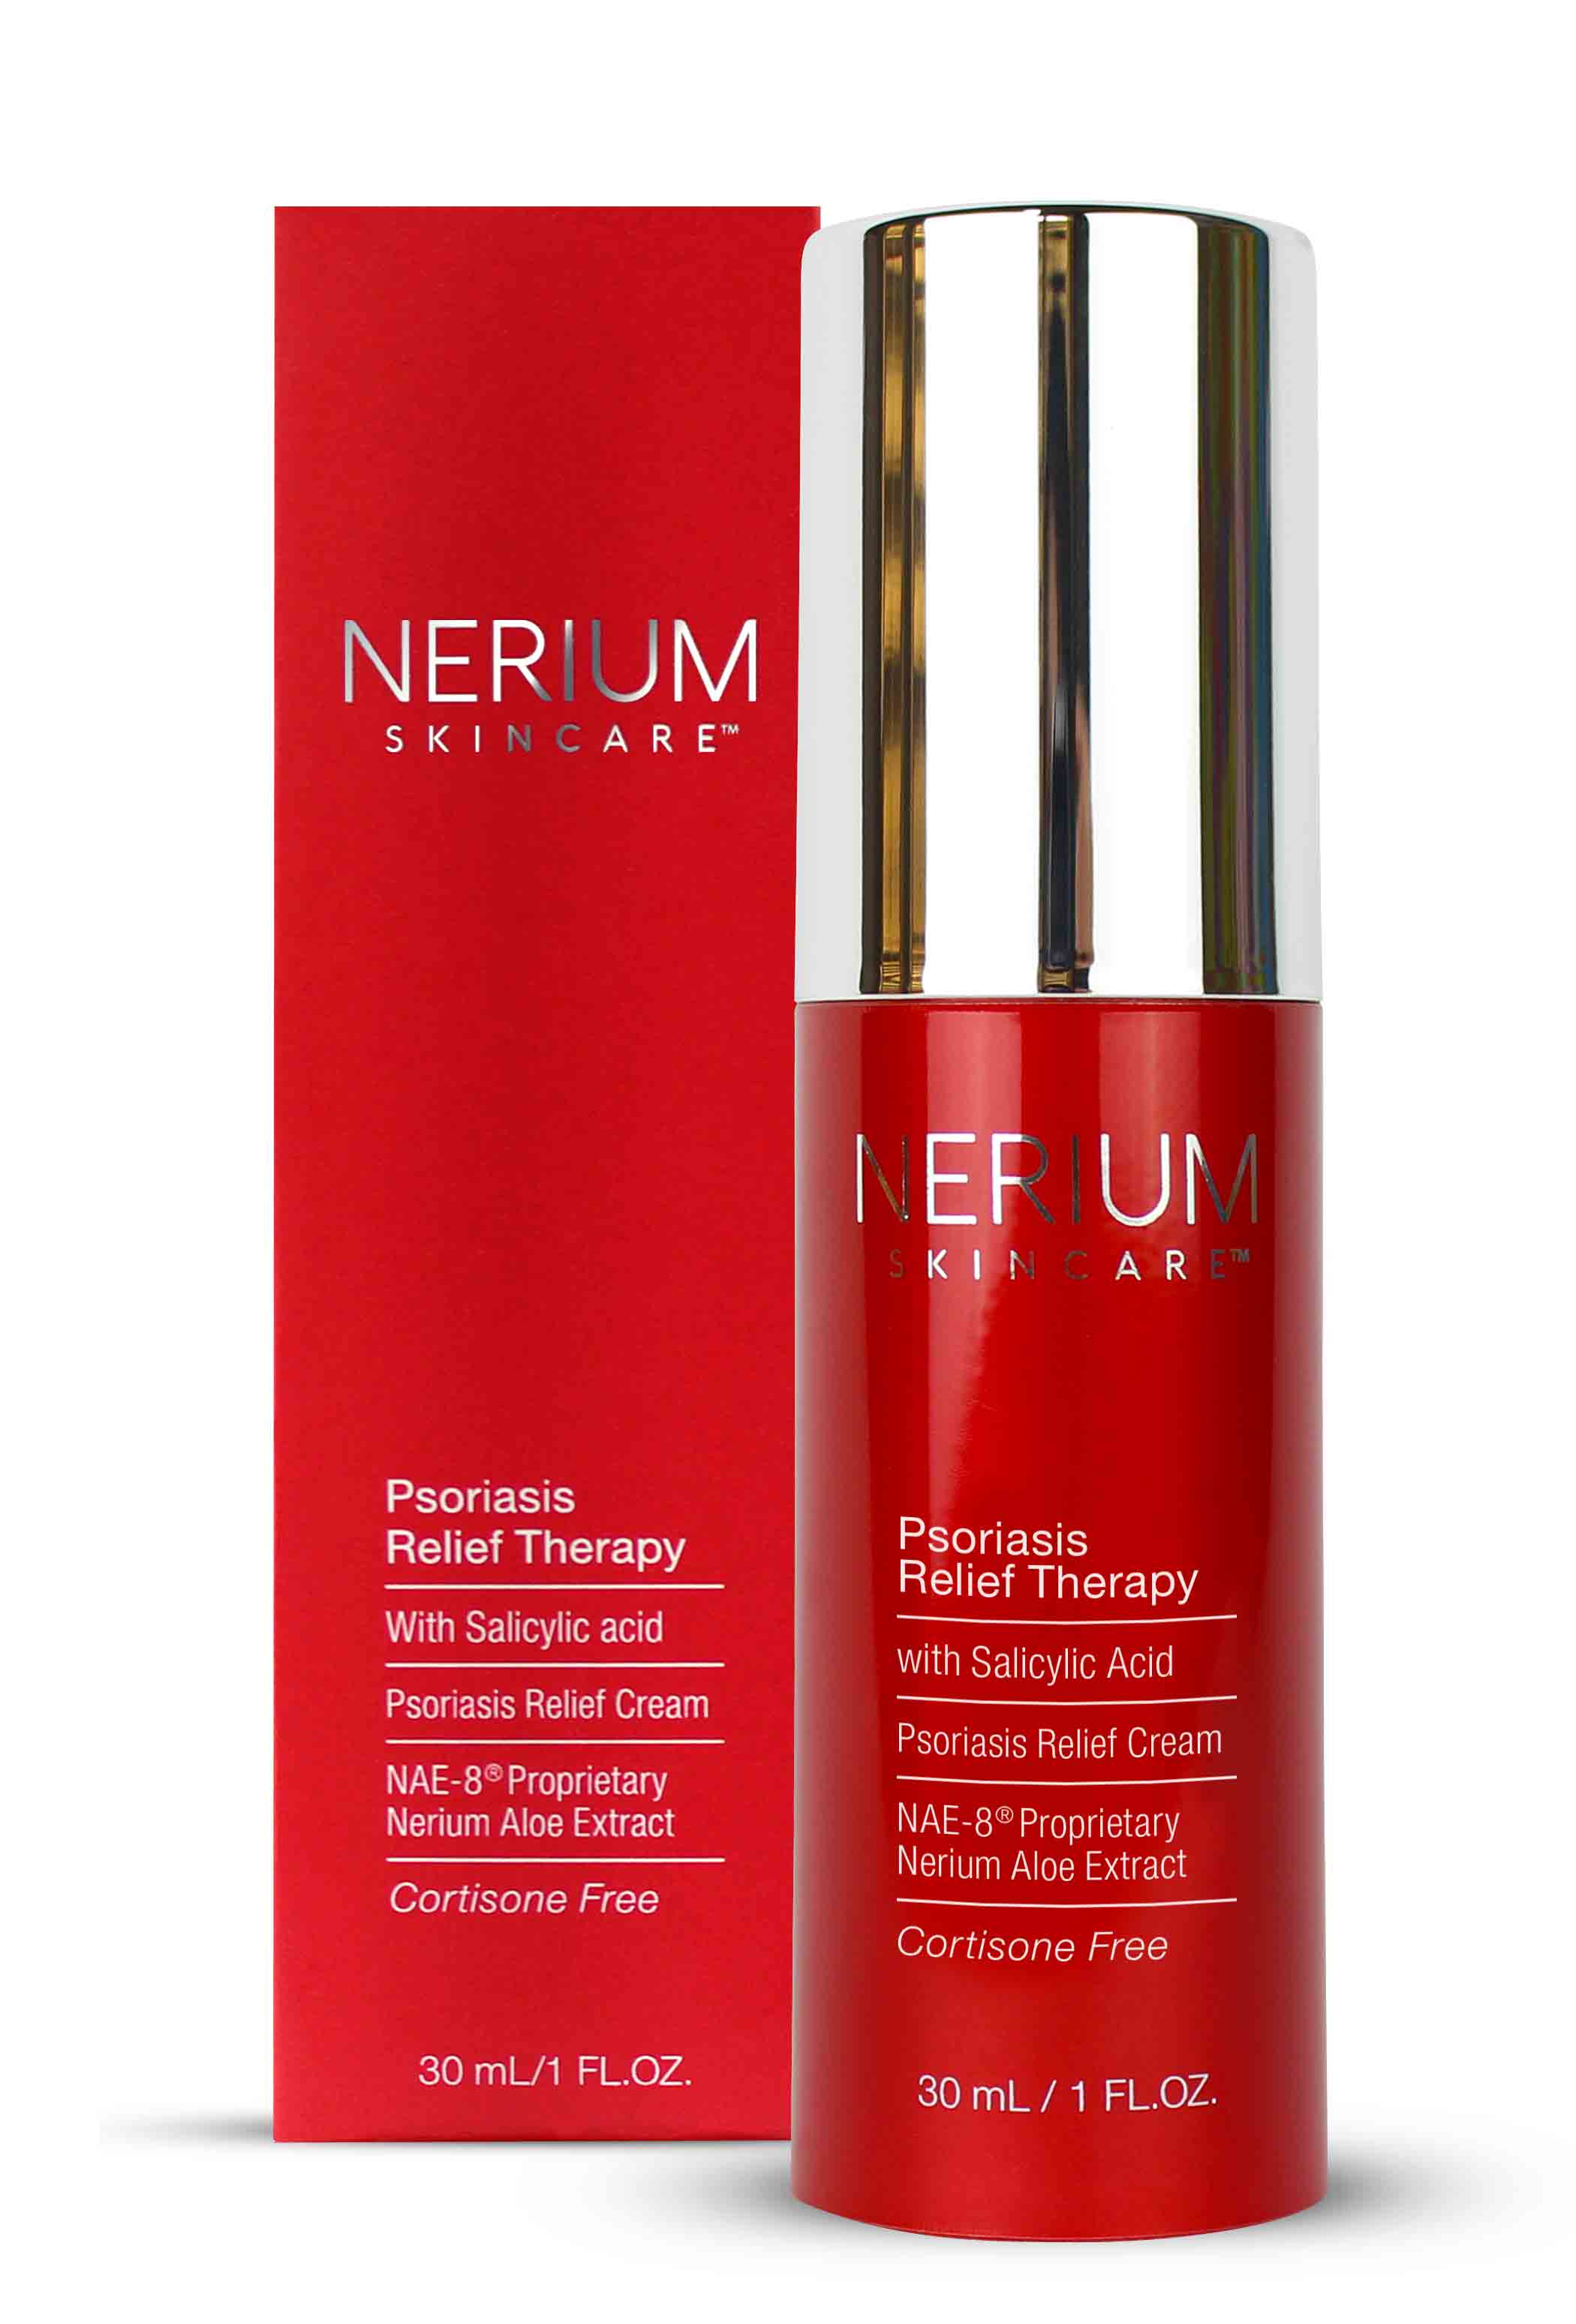 NERIUM
SKINCARE™
Psoriasis
Relief Therapy
With Salicylic acid
Psoriasis Relief Cream
NAE-8® Proprietary
Nerium Aloe Extract
Cortisone Free
30 mL/1 FL.OZ.
NERIUM
SKINCARE™
Psoriasis
Relief Therapy
with Salicylic Acid
Psoriasis Relief Cream
NAE-8® Proprietary
Nerium Aloe Extract
Cortisone Free
30 mL / 1 FL.OZ.